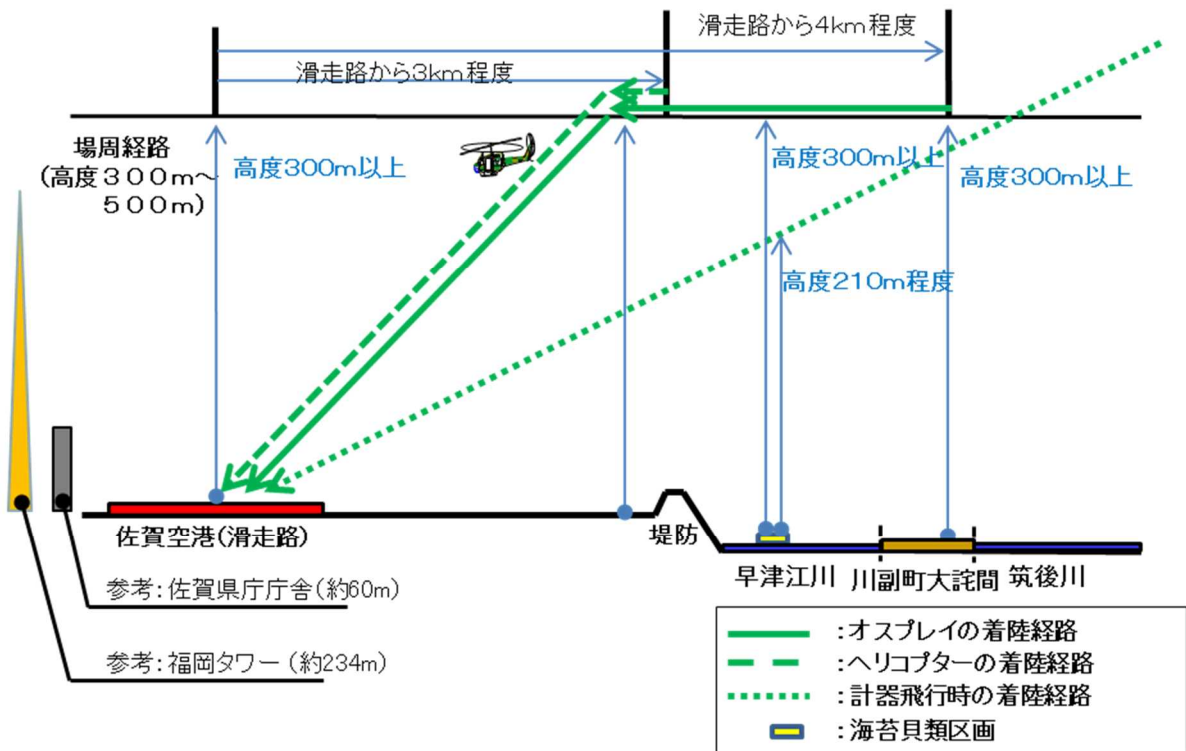 滑走路から4km程度
滑走路から3km程度
場周経路
(高度300m~
500m)
高度300m以上
高度300m以上
高度300m以上
高度210m程度
佐賀空港(滑走路)
堤防
早津江川
川副町大詫間
筑後川
参考:佐賀県庁庁舎(約60m)
参考:福岡タワー(約234m)
:オスプレイの着陸経路
:ヘリコプターの着陸経路
:計器飛行時の着陸経路
:海苔貝類区画